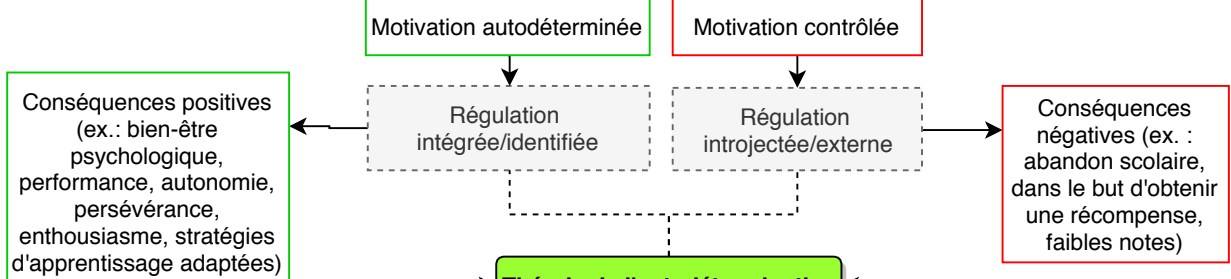 Motivation autodéterminée
Motivation contrôlée
Conséquences positives
(ex.: bien-être
psychologique,
performance, autonomie,
persévérance,
enthousiasme, stratégies
d'apprentissage adaptées)
Régulation
intégrée/identifiée
Régulation
introjectée/externe
Conséquences
négatives (ex. :
abandon scolaire,
dans le but d'obtenir
une récompense,
faibles notes)